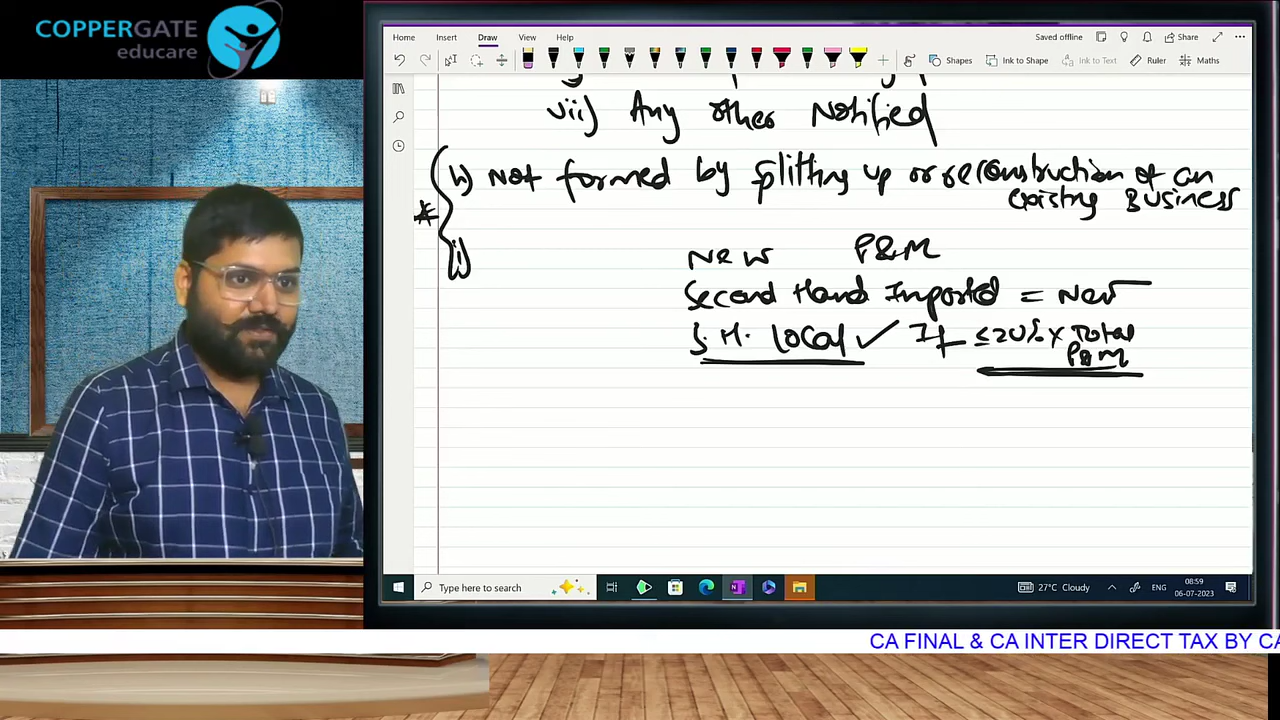 COPPERGATE
educare
Home Insert Draw View Help
Saved offline
Share
Shapes
Ink to Shape
Ink to Text
Ruler
Maths
vii) Any other Notified
h) Not formed by splitting up or reconstruction of an
existing Business
i)
New P&M
Second Hand Imported = New
S.H. local ✓ If ≤20% x Total
P&M
Type here to search
27°C Cloudy
ENG
08:59
06-07-2023
CA FINAL & CA INTER DIRECT TAX BY CA